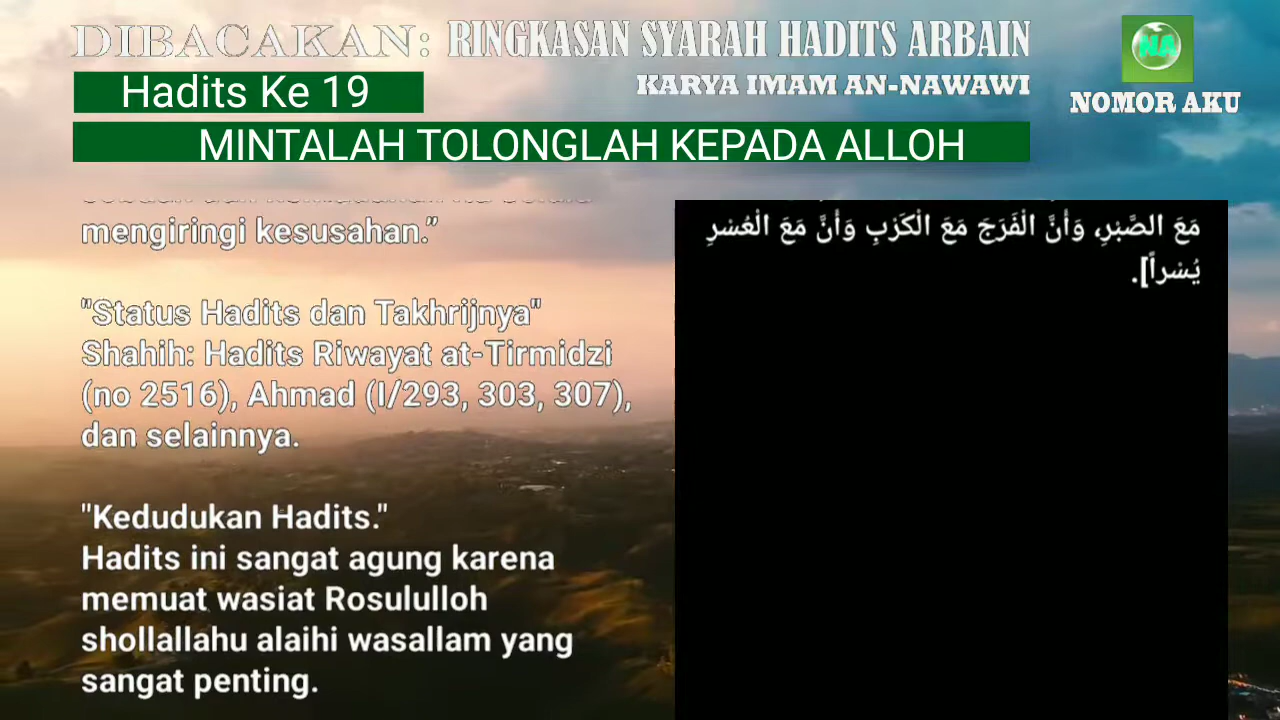 DIBACAKAN: RINGKASAN SYARAH HADITS ARBAIN
KARYA IMAM AN-NAWAWI
NA
NOMOR AKU
Hadits Ke 19
MINTALAH TOLONGLAH KEPADA ALLOH
mengiringi kesusahan.”
"Status Hadits dan Takhrijnya"
Shahih: Hadits Riwayat at-Tirmidzi
(no 2516), Ahmad (I/293, 303, 307),
dan selainnya.
"Kedudukan Hadits."
Hadits ini sangat agung karena
memuat wasiat Rosululloh
shollallahu alaihi wasallam yang
sangat penting.
مَعَ الصَّبْرِ، وَأَنَّ الْفَرَجَ مَعَ الْكَرْبِ وَأَنَّ مَعَ الْعُسْرِ
يُسْراً].